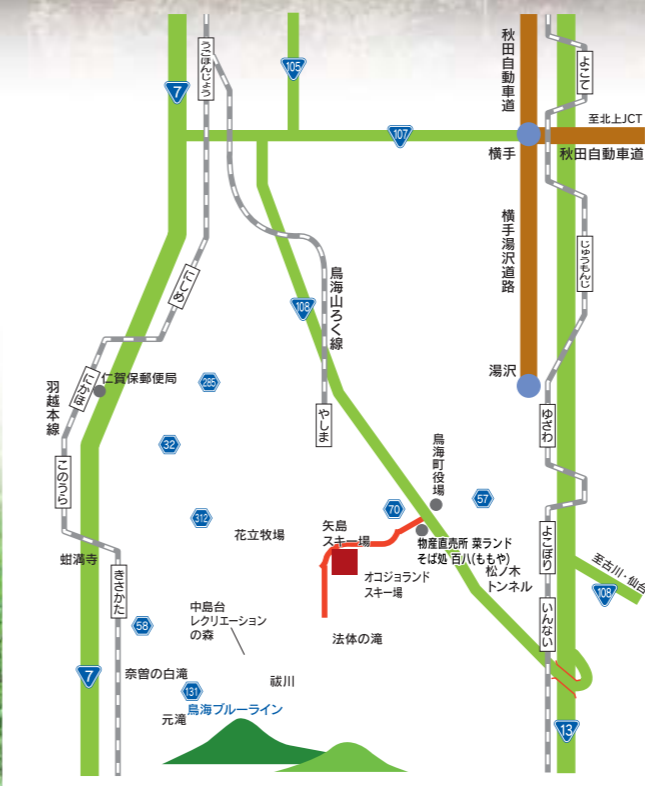 うごほんじょう
105
7
秋田自動車道
よこて
至北上JCT
107
横手
秋田自動車道
横手湯沢道路
じゅうもんじ
鳥海山ろく線
にしめ
108
湯沢
仁賀保郵便局
にかほ
285
羽越本線
やしま
ゆざわ
32
鳥海町役場
このうら
57
70
312
花立牧場
矢島
スキー場
物産直売所 菜ランド
そば処 百八(ももや)
よこぼり
蚶満寺
松ノ木
トンネル
至古川・仙台
108
きさかた
オコジョランド
スキー場
いんない
中島台
レクリエーション
の森
58
法体の滝
奈曽の白滝
7
祓川
131
鳥海ブルーライン
元滝
13